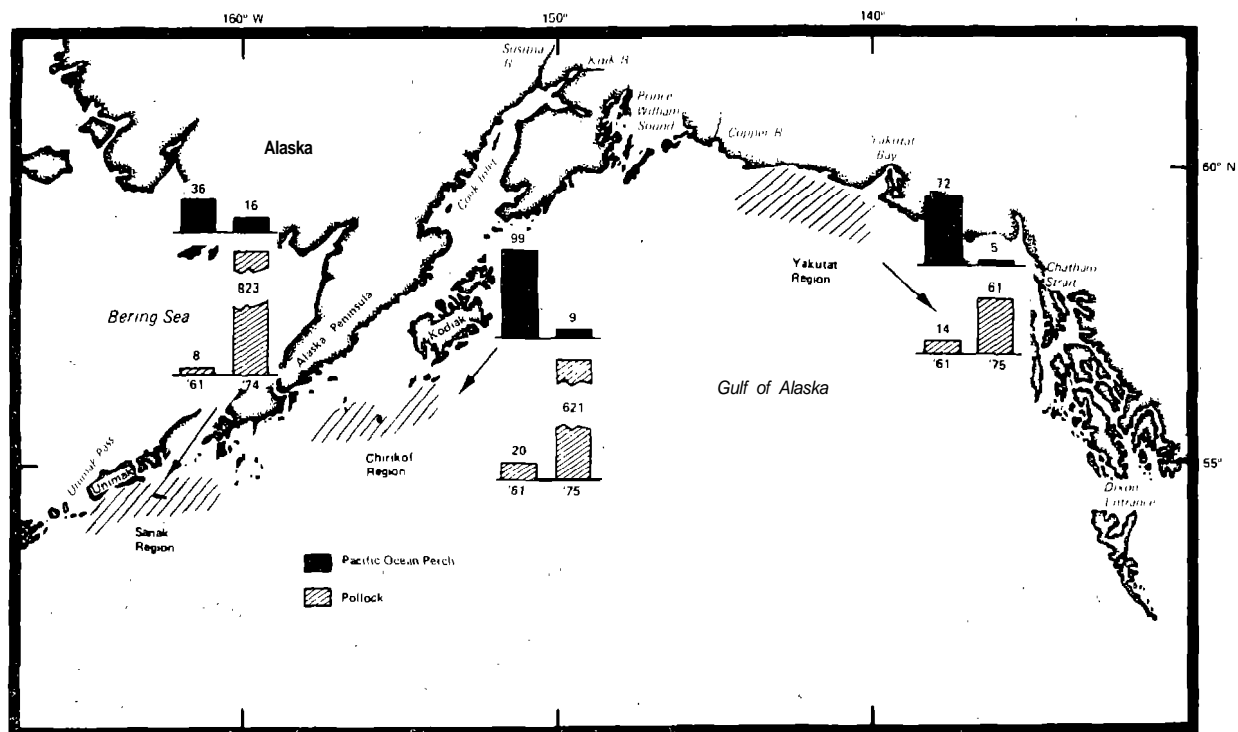 160° W
150°
140°
Susitna
R
Knik R
Prince
William
Sound
Copper R
Yakutat
Bay
Alaska
60° N
Cook Inlet
36
16
72
5
99
Yakutat
Region
Chatham
Strait
823
61
Bering Sea
Alaska Peninsula
Kodiak
9
14
8
'61
'74
'61
'75
Gulf of Alaska
621
Chirikof
Region
20
'61
'75
Unimak Pass
Unimak
55°
Dixon
Entrance
Sanak
Region
Pacific Ocean Perch
Pollock